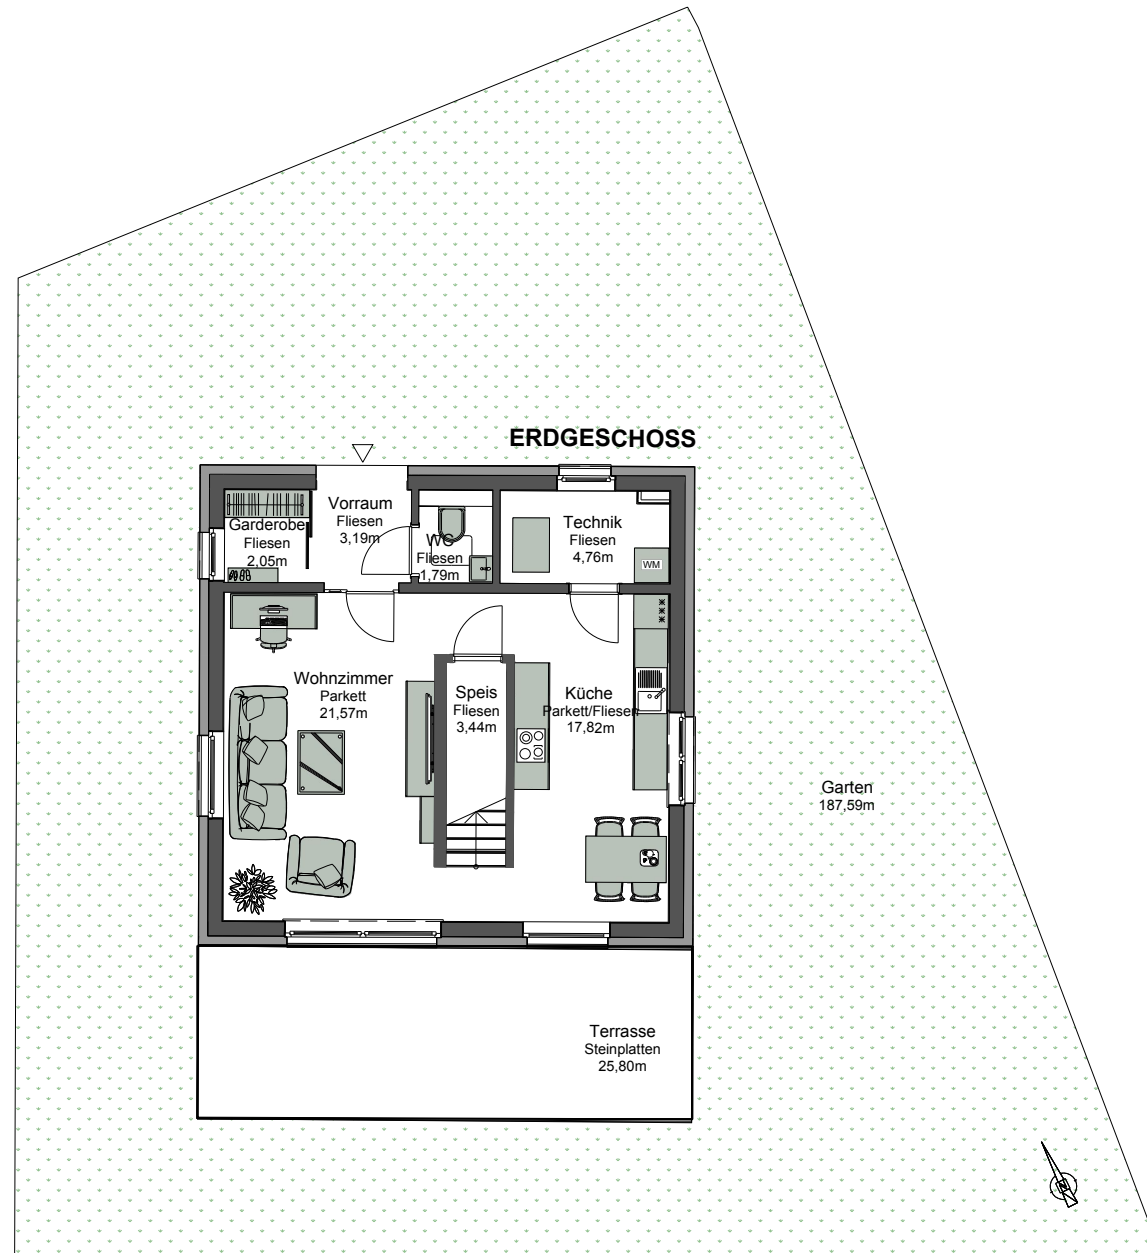 ERDGESCHOSS
Vorraum
Fliesen
3,19m
Garderobe
Fliesen
2,05m
WC
Fliesen
1,79m
Technik
Fliesen
4,76m
WM
Wohnzimmer
Parkett
21,57m
Speis
Fliesen
3,44m
Küche
Parkett/Fliesen
17,82m
Garten
187,59m
Terrasse
Steinplatten
25,80m
N